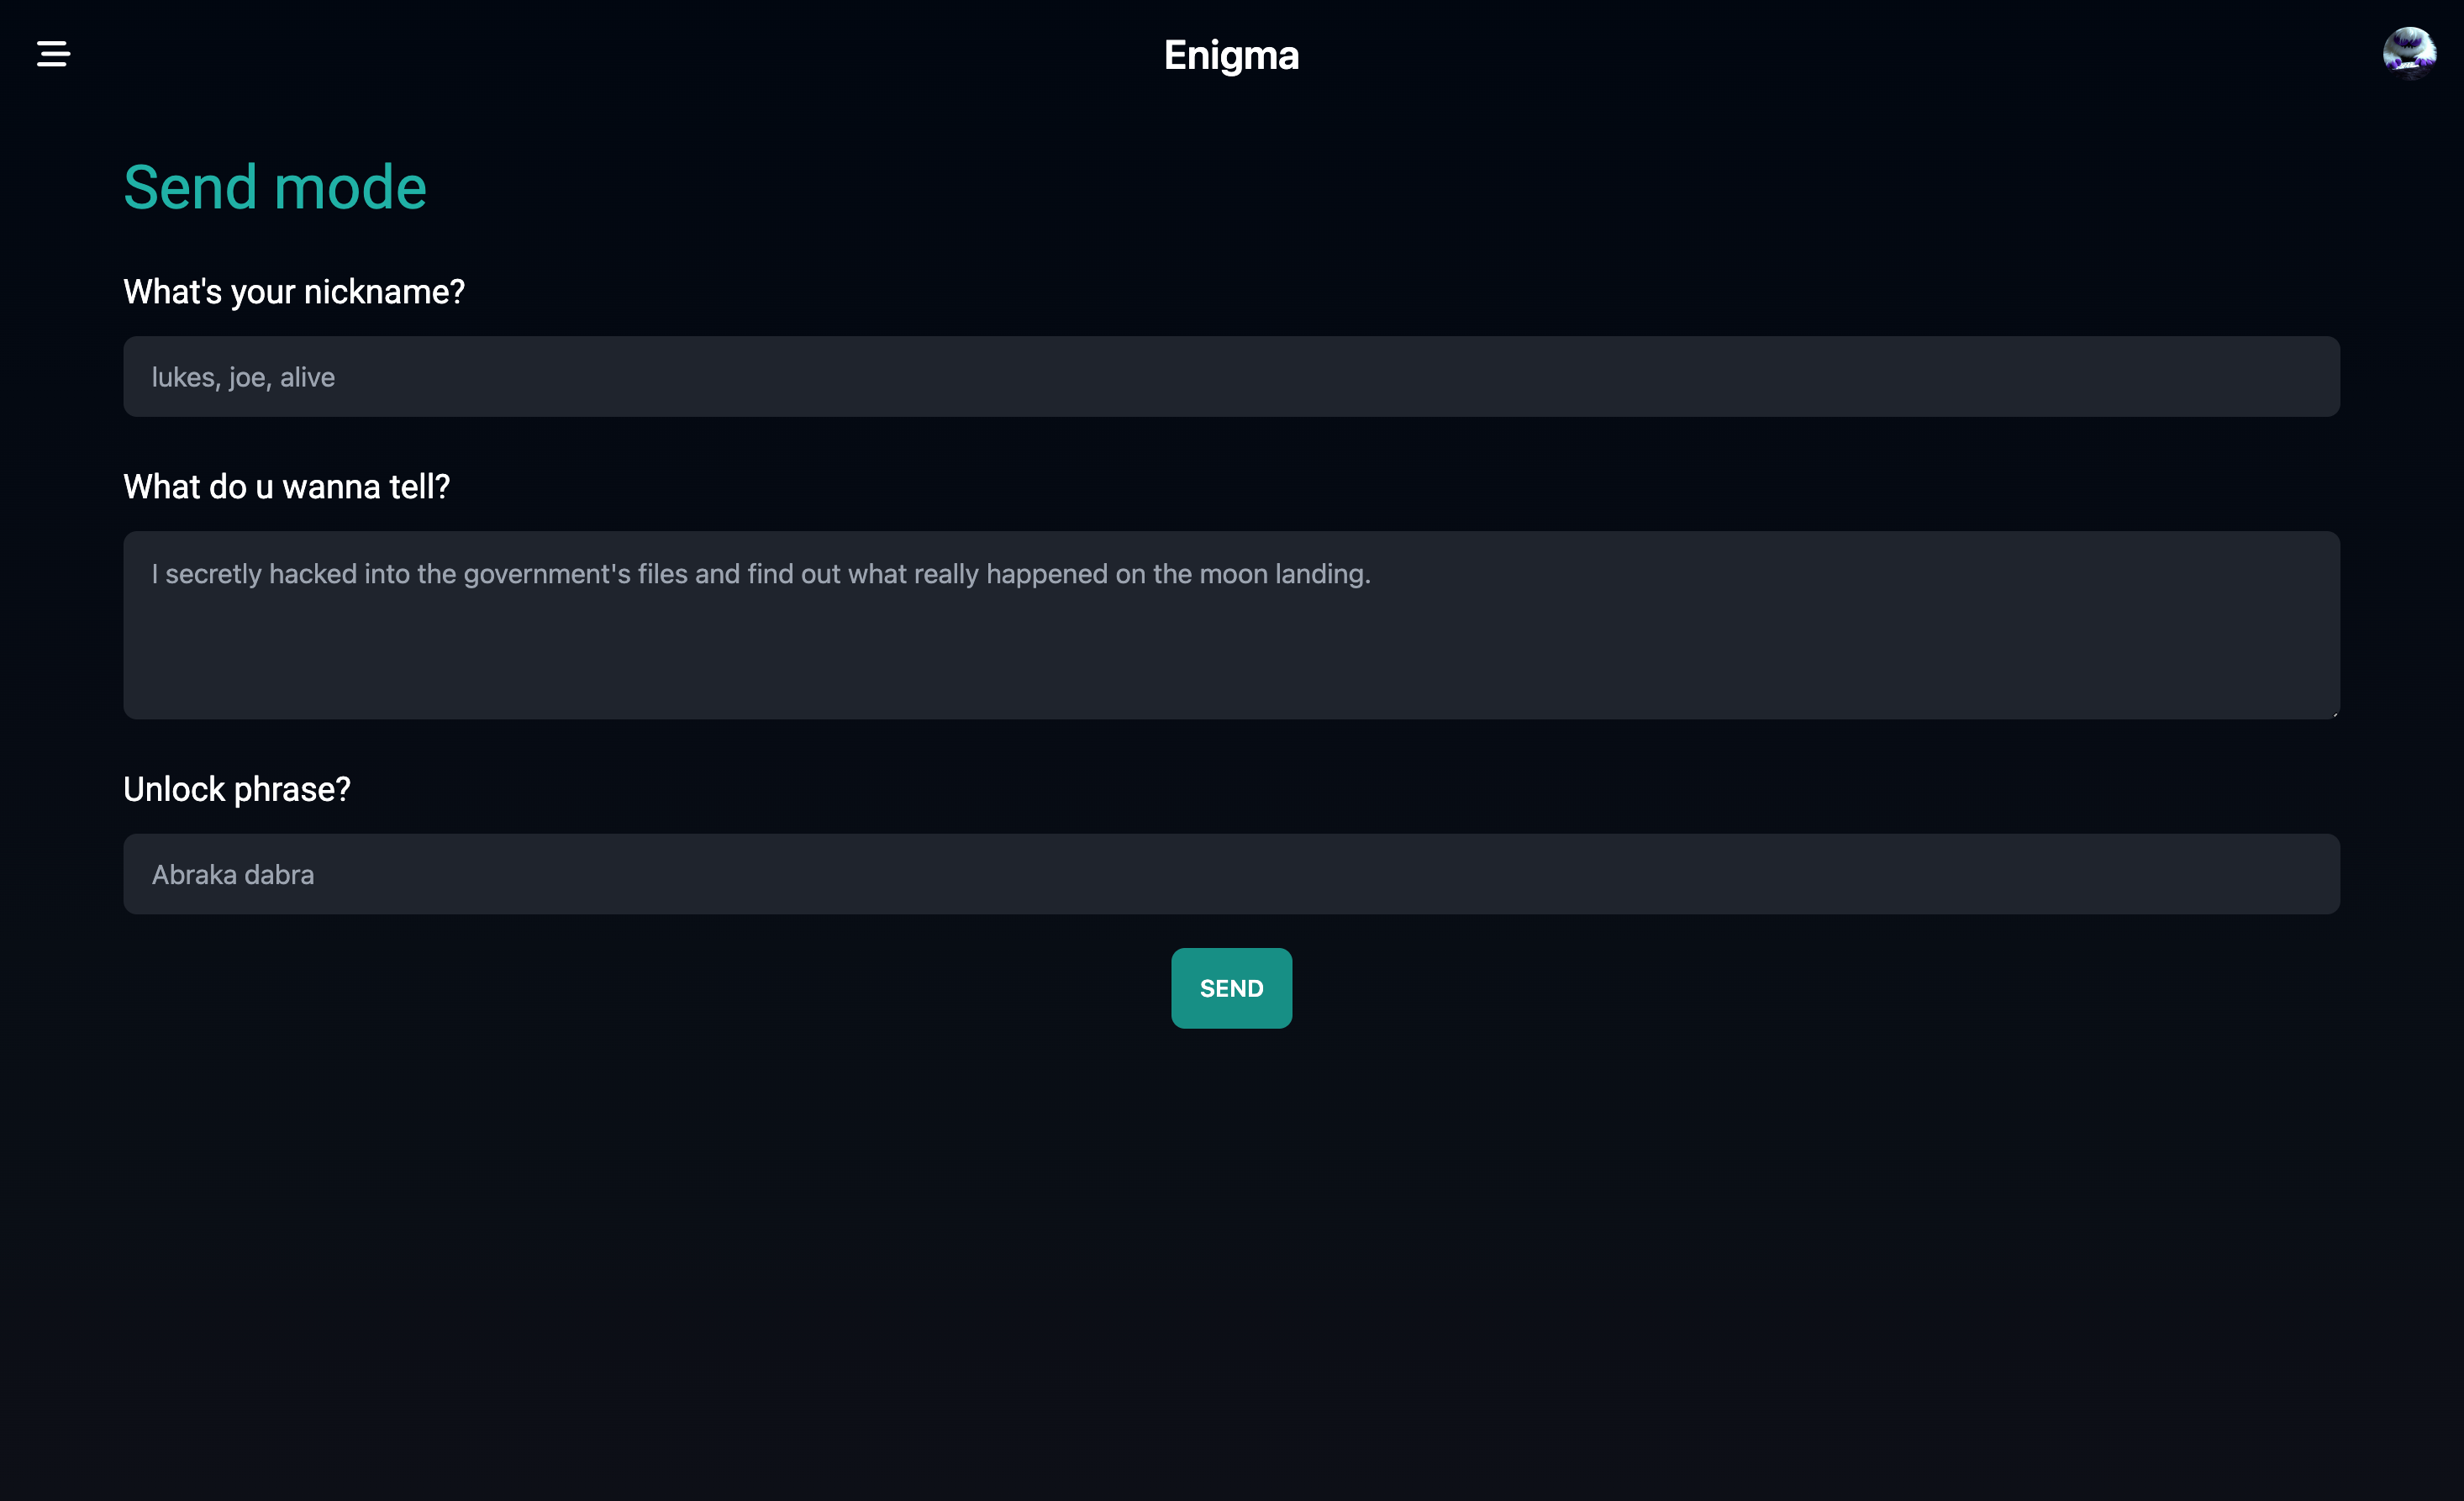 Enigma
Send mode
What's your nickname?
lukes, joe, alive
What do u wanna tell?
I secretly hacked into the government's files and find out what really happened on the moon landing.
Unlock phrase?
Abraka dabra
SEND